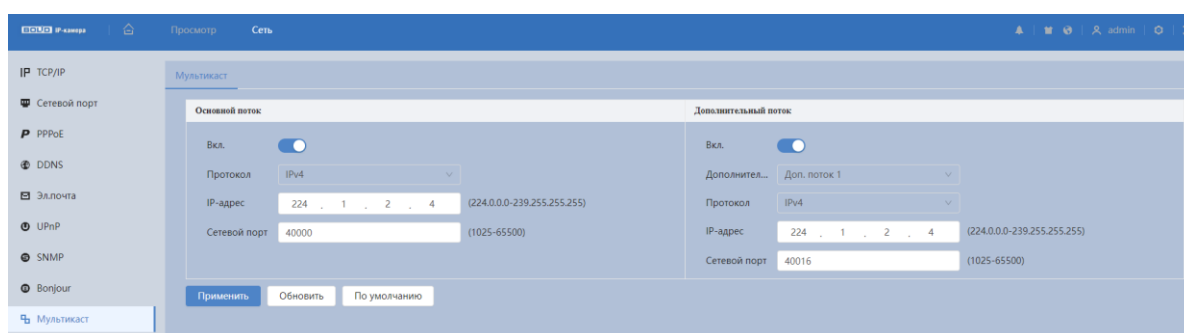 BOLID IP-камера Просмотр Сеть admin
IP TCP/IP
Сетевой порт
PPPoE
DDNS
Эл.почта
UPnP
SNMP
Bonjour
Мультикаст
Мультикаст
Основной поток
Вкл.
Протокол IPv4
IP-адрес 224 . 1 . 2 . 4 (224.0.0.0-239.255.255.255)
Сетевой порт 40000 (1025-65500)
Дополнительный поток
Вкл.
Дополнител... Доп. поток 1
Протокол IPv4
IP-адрес 224 . 1 . 2 . 4 (224.0.0.0-239.255.255.255)
Сетевой порт 40016 (1025-65500)
Применить Обновить По умолчанию